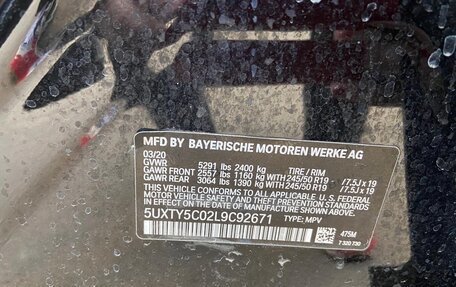 MFD BY BAYERISCHE MOTOREN WERKE AG
03/20 TIRE / RIM
GVWR 5291 lbs 2400 kg
GAWR FRONT 2557 lbs 1160 kg WITH 245/50 R19 - /7.5J x 19
GAWR REAR 3064 lbs 1390 kg WITH 245/50 R19 - /7.5J x 19
THIS VEHICLE CONFORMS TO ALL APPLICABLE U.S. FEDERAL
MOTOR VEHICLE SAFETY AND THEFT PREVENTION STANDARDS
IN EFFECT ON THE DATE OF MANUFACTURE SHOWN ABOVE.
5UXTY5C02L9C92671 TYPE: MPV
475M
7 320 730